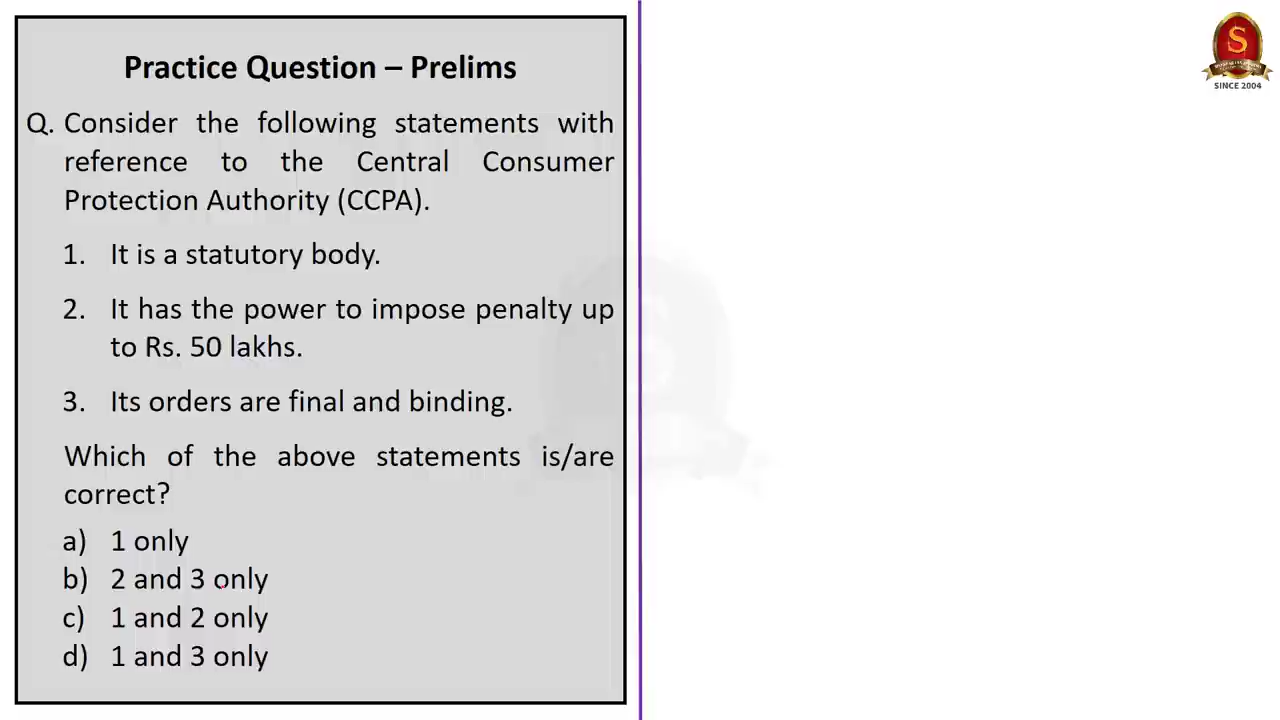 Practice Question – Prelims
Q. Consider the following statements with
reference to the Central Consumer
Protection Authority (CCPA).
1. It is a statutory body.
2. It has the power to impose penalty up
to Rs. 50 lakhs.
3. Its orders are final and binding.
Which of the above statements is/are
correct?
a) 1 only
b) 2 and 3 only
c) 1 and 2 only
d) 1 and 3 only
S
SINCE 2004